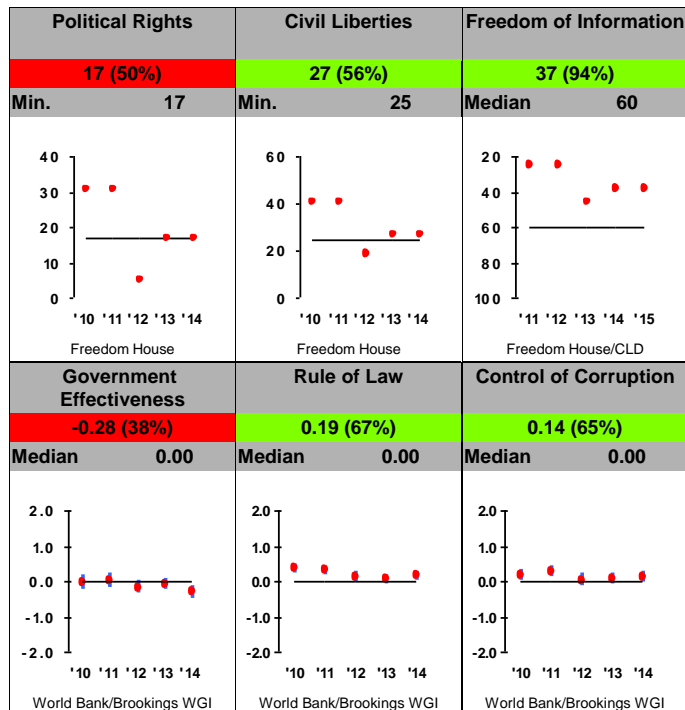 Political Rights
17 (50%)
Min. 17
40
30
20
10
0
'10 '11 '12 '13 '14
Freedom House
Civil Liberties
27 (56%)
Min. 25
60
40
20
0
'10 '11 '12 '13 '14
Freedom House
Freedom of Information
37 (94%)
Median 60
20
40
60
80
100
'11 '12 '13 '14 '15
Freedom House/CLD
Government
Effectiveness
-0.28 (38%)
Median 0.00
2.0
1.0
0.0
-1.0
-2.0
'10 '11 '12 '13 '14
World Bank/Brookings WGI
Rule of Law
0.19 (67%)
Median 0.00
2.0
1.0
0.0
-1.0
-2.0
'10 '11 '12 '13 '14
World Bank/Brookings WGI
Control of Corruption
0.14 (65%)
Median 0.00
2.0
1.0
0.0
-1.0
-2.0
'10 '11 '12 '13 '14
World Bank/Brookings WGI